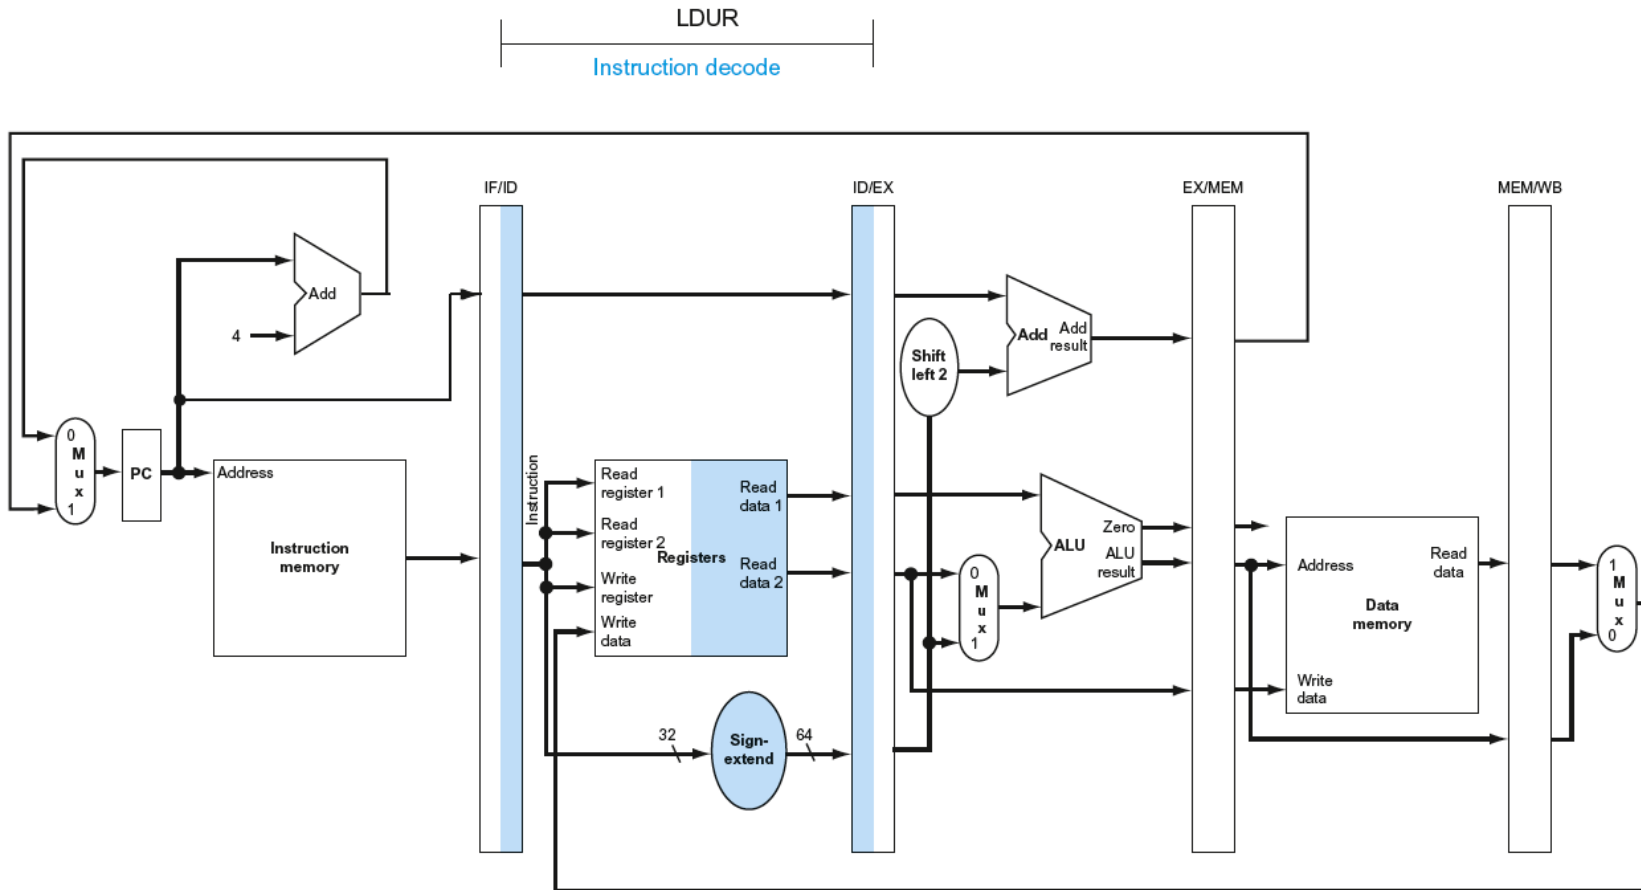 LDUR
Instruction decode
IF/ID
ID/EX
EX/MEM
MEM/WB
Add
4
Shift
left 2
Add
Add
result
0
M
u
x
1
PC
Address
Instruction
memory
Instruction
Read
register 1
Read
register 2
Write
register
Write
data
Registers
Read
data 1
Read
data 2
0
M
u
x
1
ALU
Zero
ALU
result
Address
Write
data
Data
memory
Read
data
1
M
u
x
0
32
Sign-
extend
64